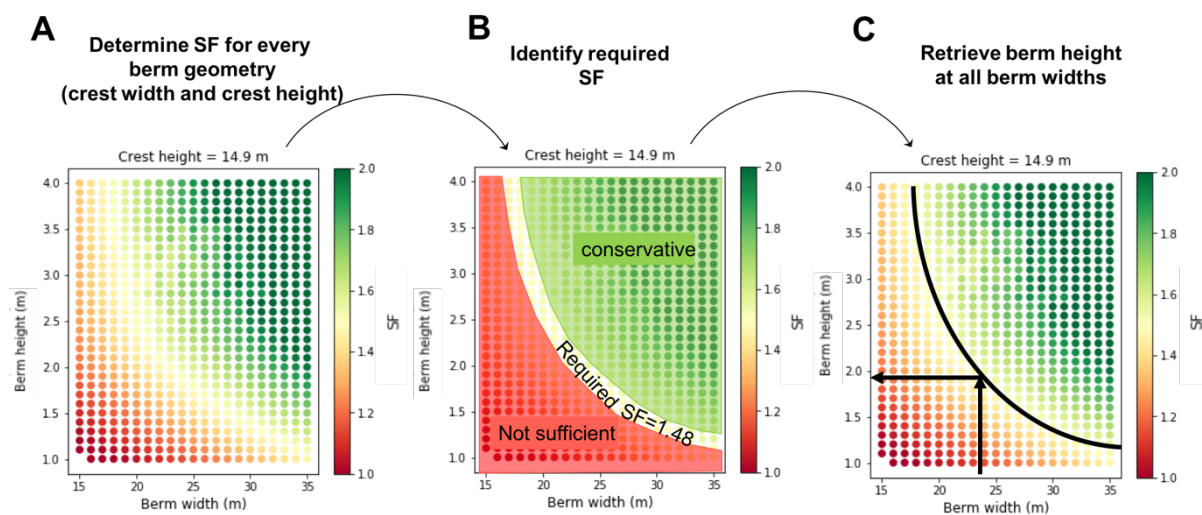 A
Determine SF for every
berm geometry
(crest width and crest height)
B
Identify required
SF
C
Retrieve berm height
at all berm widths
Crest height = 14.9 m
4.0
3.5
3.0
2.5
2.0
1.5
1.0
Berm height (m)
15
20
25
30
35
Berm width (m)
2.0
1.8
1.6
1.4
1.2
1.0
SF
Crest height = 14.9 m
4.0
3.5
3.0
2.5
2.0
1.5
1.0
Berm height (m)
conservative
Required SF=1.48
Not sufficient
15
20
25
30
35
Berm width (m)
2.0
1.8
1.6
1.4
1.2
1.0
SF
Crest height = 14.9 m
4.0
3.5
3.0
2.5
2.0
1.5
1.0
Berm height (m)
15
20
25
30
35
Berm width (m)
2.0
1.8
1.6
1.4
1.2
1.0
SF